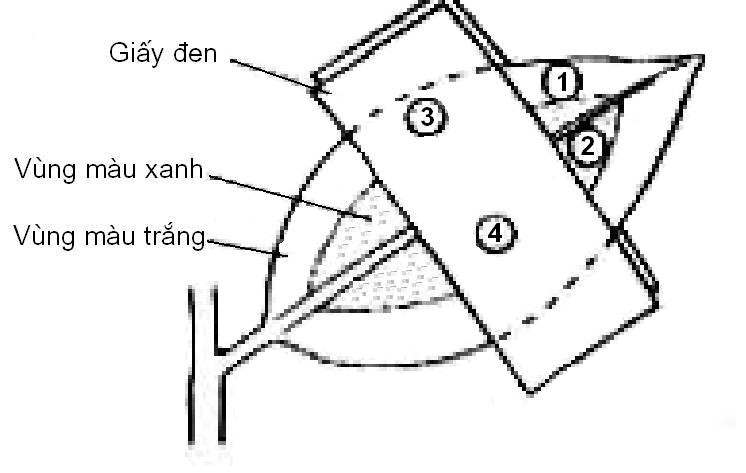 Giấy đen
1
3
2
Vùng màu xanh
Vùng màu trắng
4